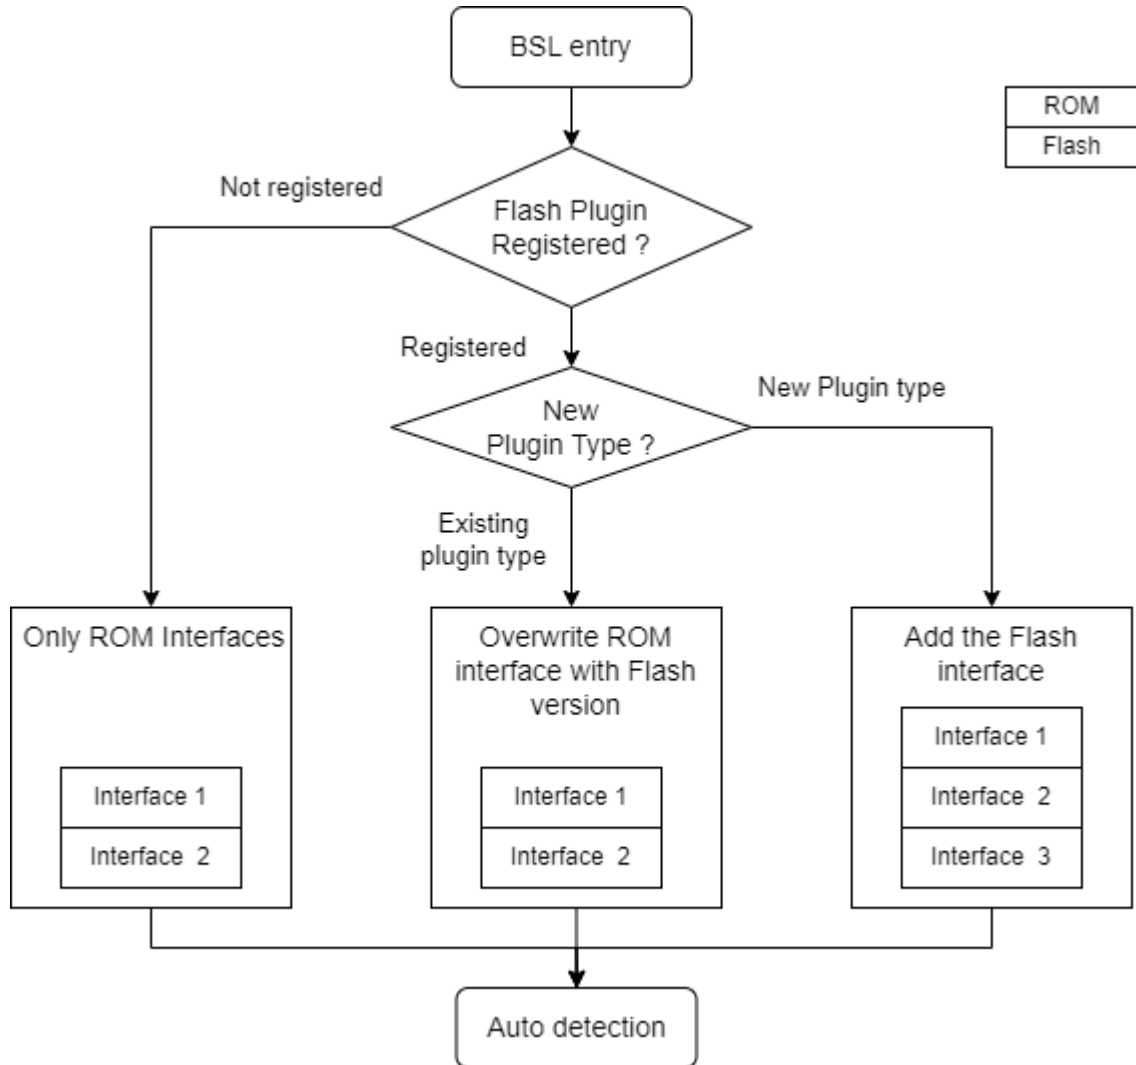 BSL entry
ROM
Flash
Not registered
Flash Plugin
Registered ?
Registered
New Plugin type
New
Plugin Type ?
Existing
plugin type
Only ROM Interfaces
Interface 1
Interface 2
Overwrite ROM
interface with Flash
version
Interface 1
Interface 2
Add the Flash
interface
Interface 1
Interface 2
Interface 3
Auto detection